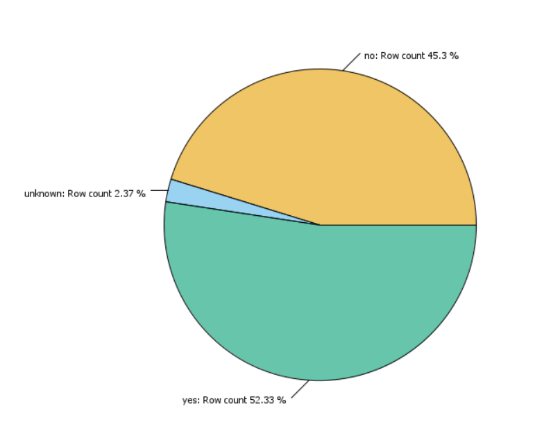 no: Row count 45.3 %
unknown: Row count 2.37 %
yes: Row count 52.33 %